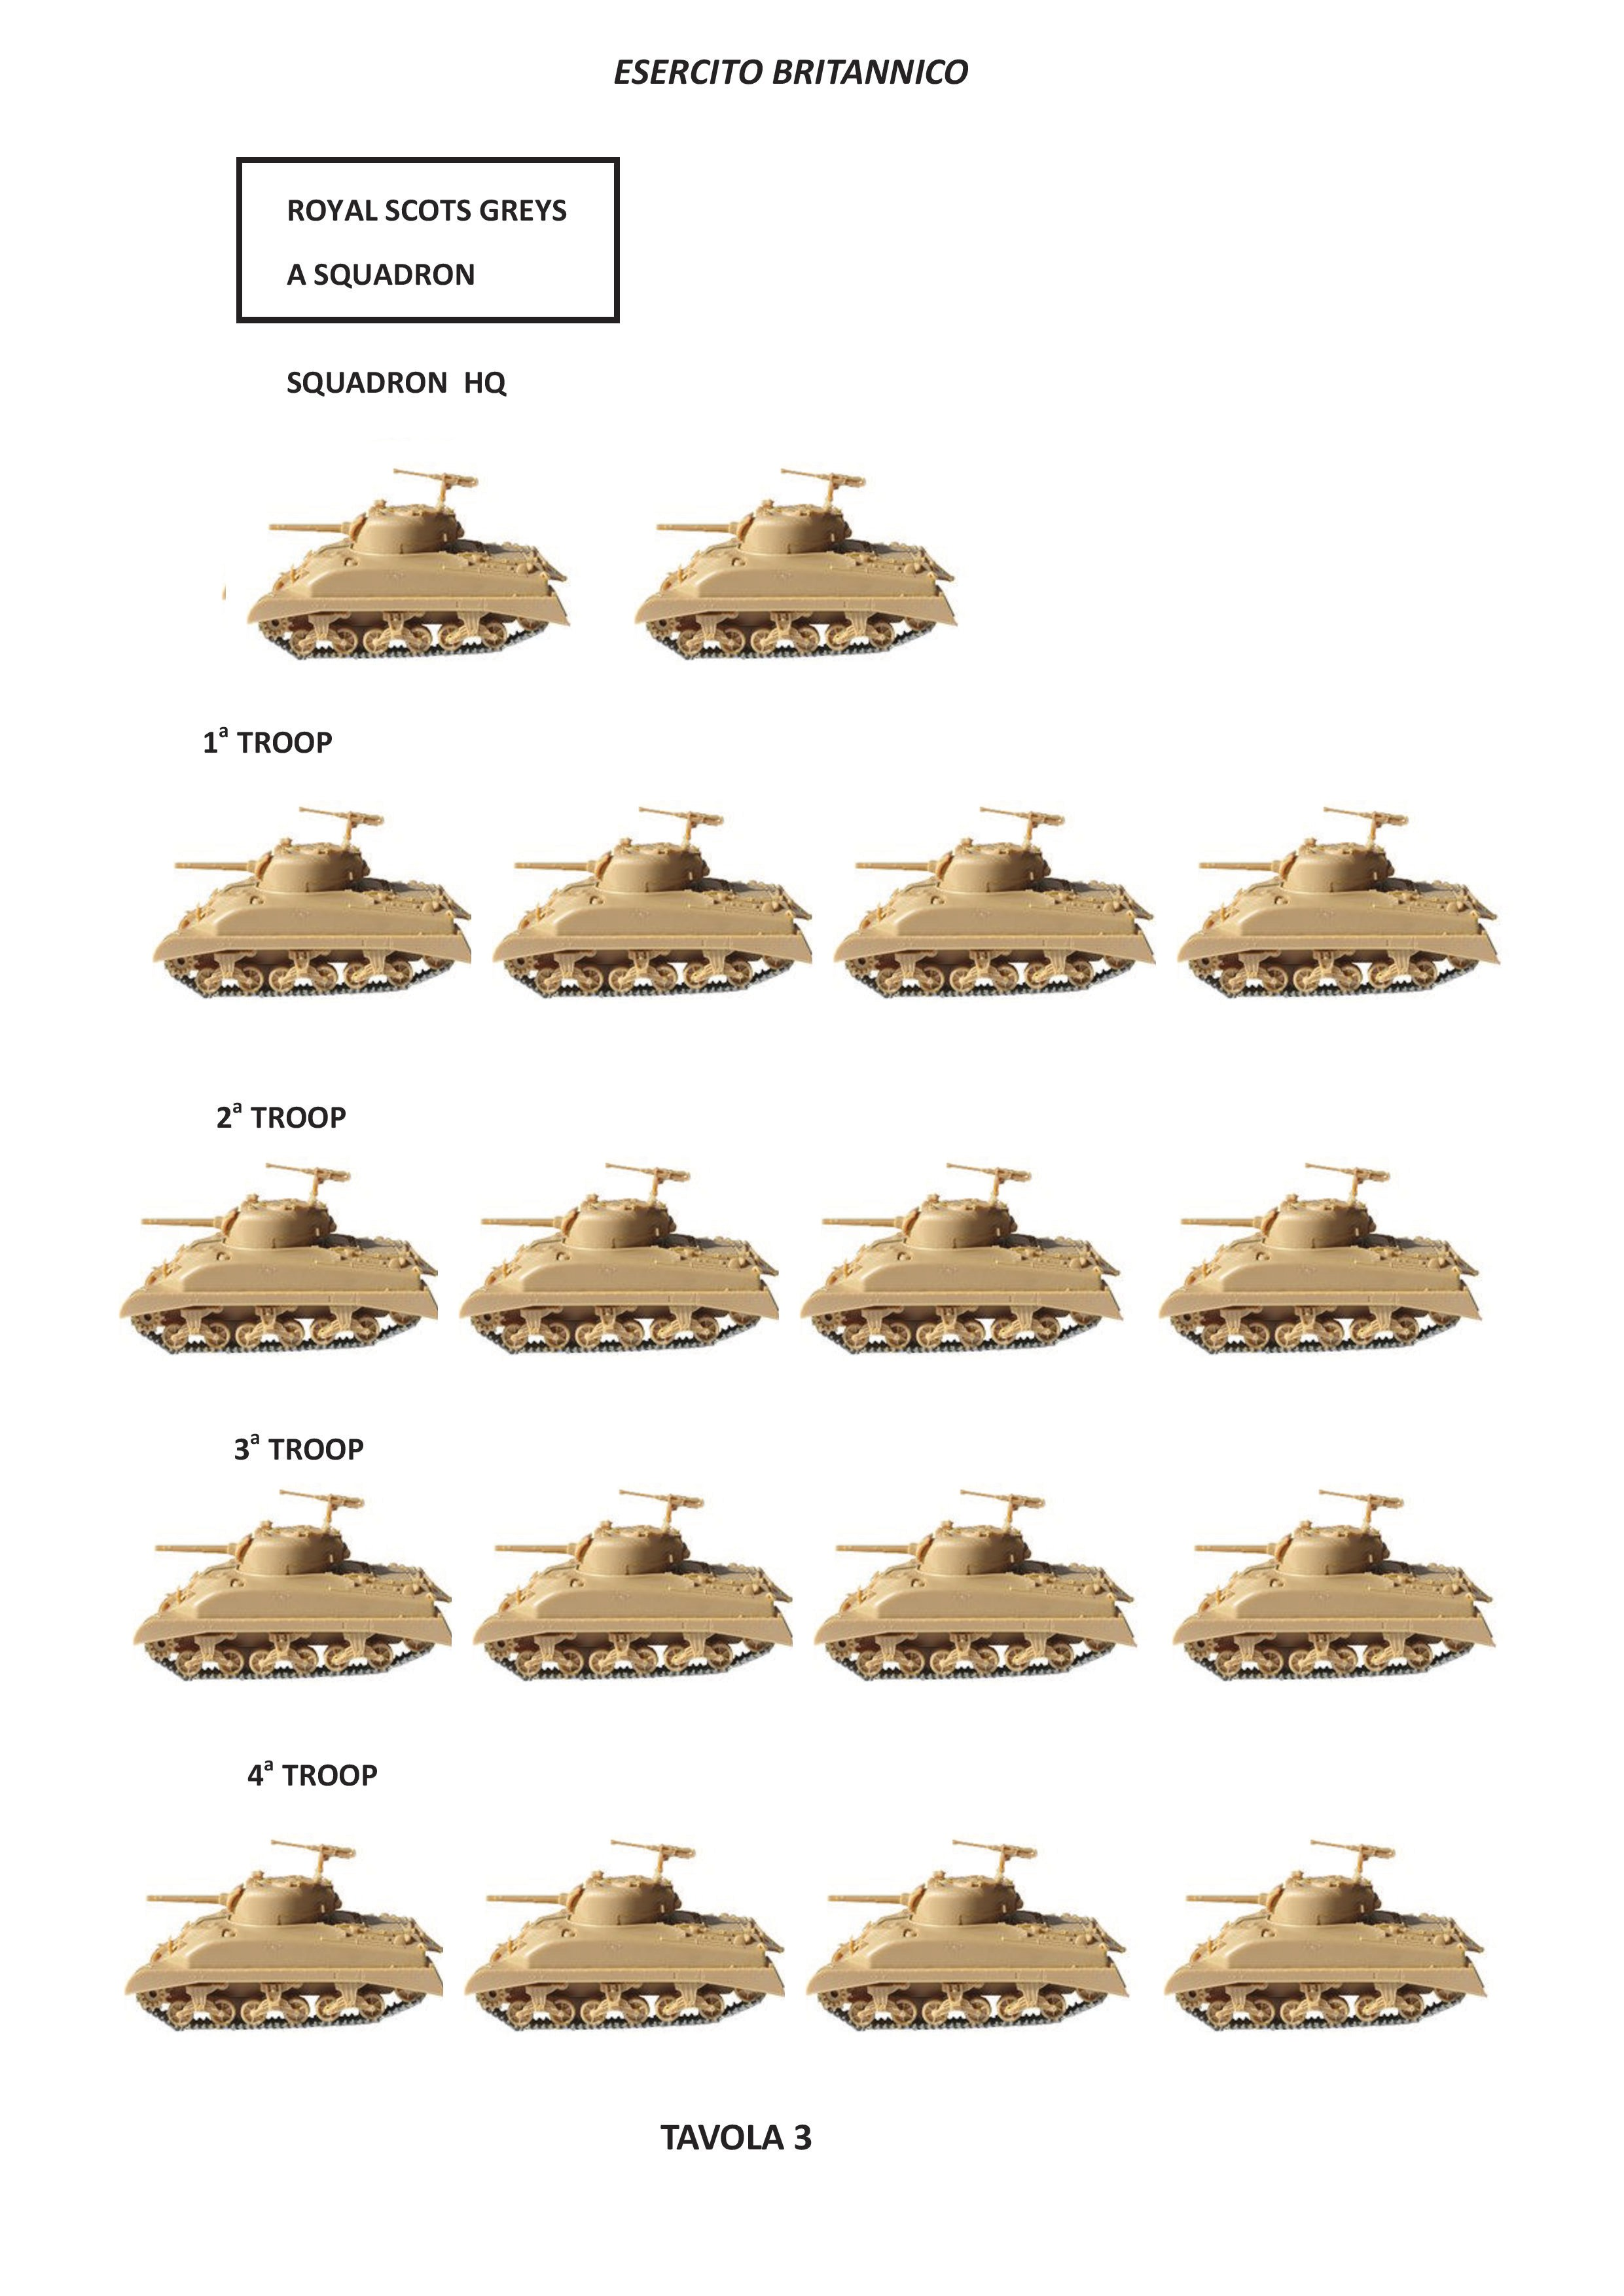 ESERCITO BRITANNICO
ROYAL SCOTS GREYS
A SQUADRON
SQUADRON HQ
1ª TROOP
2ª TROOP
3ª TROOP
4ª TROOP
TAVOLA 3